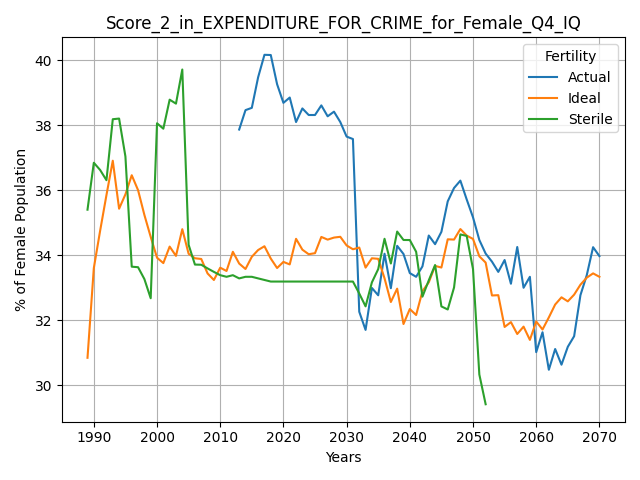 Score_2_in_EXPENDITURE_FOR_CRIME_for_Female_Q4_IQ
Fertility
Actual
Ideal
Sterile
% of Female Population
40
38
36
34
32
30
1990 2000 2010 2020 2030 2040 2050 2060 2070
Years